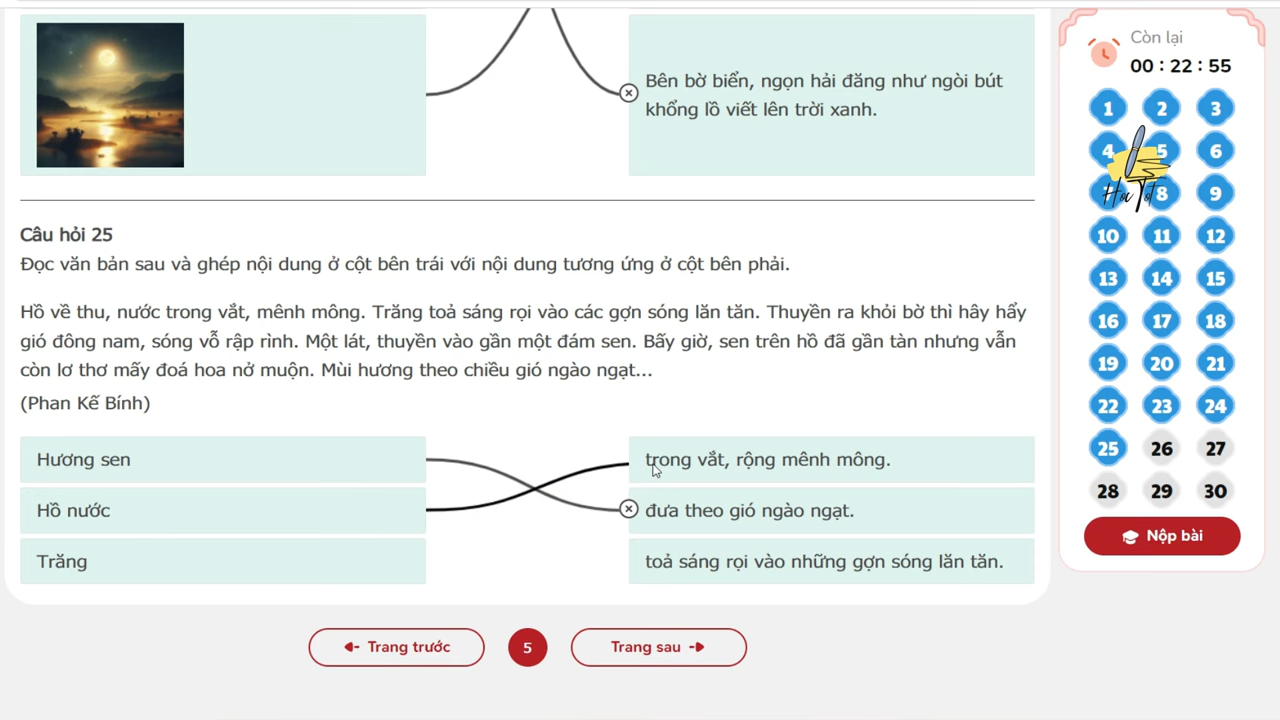 Bên bờ biển, ngọn hải đăng như ngòi bút
khổng lồ viết lên trời xanh.
Câu hỏi 25
Đọc văn bản sau và ghép nội dung ở cột bên trái với nội dung tương ứng ở cột bên phải.
Hồ về thu, nước trong vắt, mênh mông. Trăng toả sáng rọi vào các gợn sóng lăn tăn. Thuyền ra khỏi bờ thì hây hẩy
gió đông nam, sóng vỗ rập rình. Một lát, thuyền vào gần một đám sen. Bấy giờ, sen trên hồ đã gần tàn nhưng vẫn
còn lơ thơ mấy đoá hoa nở muộn. Mùi hương theo chiều gió ngào ngạt...
(Phan Kế Bính)
Hương sen
trong vắt, rộng mênh mông.
Hồ nước
đưa theo gió ngào ngạt.
Trăng
toả sáng rọi vào những gợn sóng lăn tăn.
Trang trước
5
Trang sau
Còn lại
00 : 22 : 55
1 2 3
4 5 6
8 9
10 11 12
13 14 15
16 17 18
19 20 21
22 23 24
25 26 27
28 29 30
Học Tốt
Nộp bài